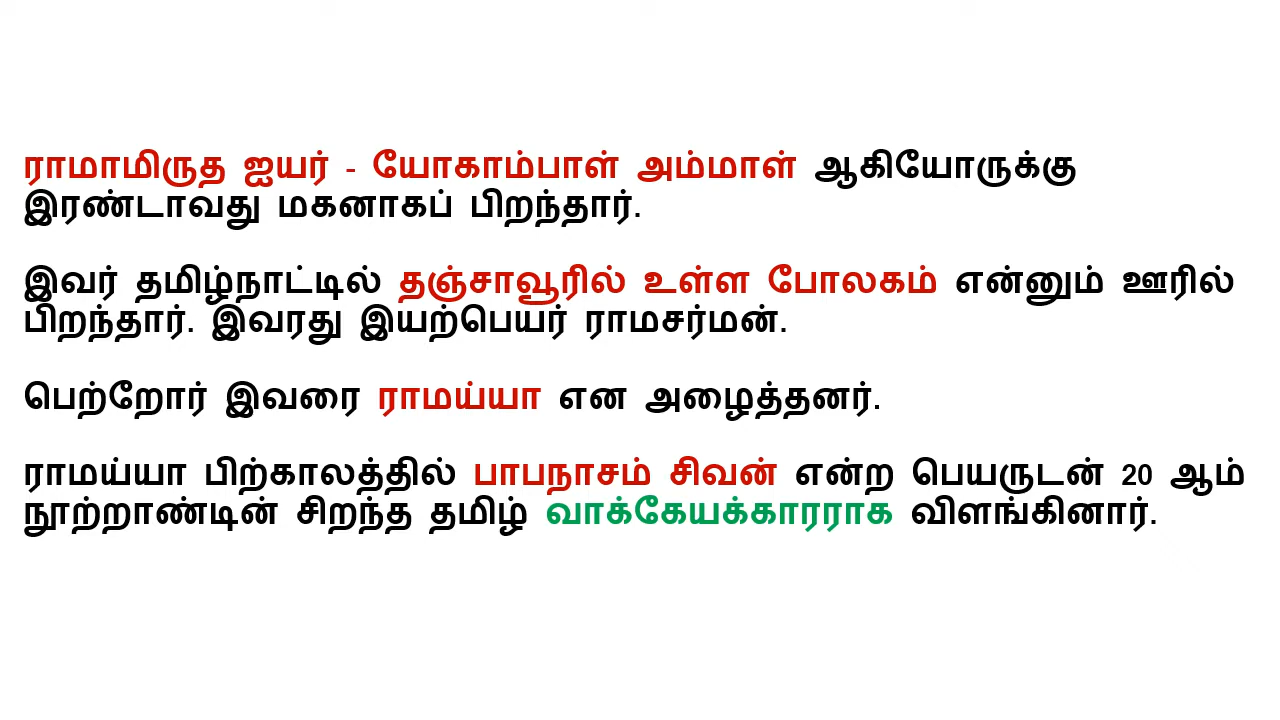 ராமாமிருத ஐயர் - யோகாம்பாள் அம்மாள் ஆகியோருக்கு
இரண்டாவது மகனாகப் பிறந்தார்.
இவர் தமிழ்நாட்டில் தஞ்சாவூரில் உள்ள போலகம் என்னும் ஊரில்
பிறந்தார். இவரது இயற்பெயர் ராமசர்மன்.
பெற்றோர் இவரை ராமய்யா என அழைத்தனர்.
ராமய்யா பிற்காலத்தில் பாபநாசம் சிவன் என்ற பெயருடன் 20 ஆம்
நூற்றாண்டின் சிறந்த தமிழ் வாக்கேயக்காரராக விளங்கினார்.